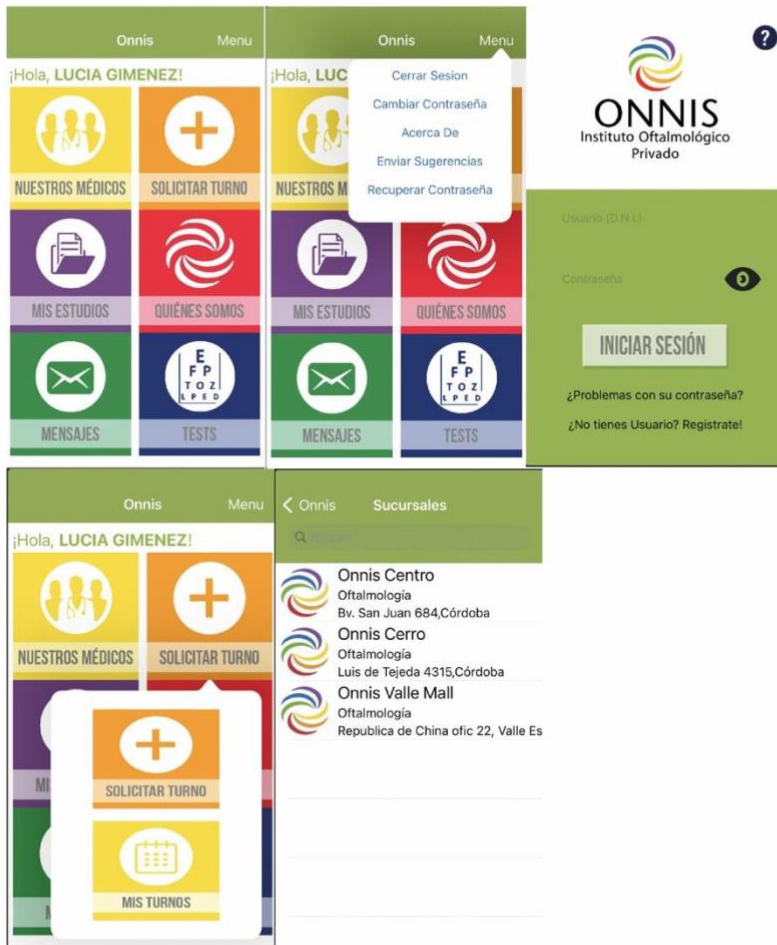 Onnis Menu
¡Hola, LUCIA GIMENEZ!
NUESTROS MÉDICOS
SOLICITAR TURNO
MIS ESTUDIOS
QUIÉNES SOMOS
MENSAJES
E
F P
T O Z
L P E D
TESTS
Onnis Menu
¡Hola, LUC
Cerrar Sesion
Cambiar Contraseña
Acerca De
Enviar Sugerencias
Recuperar Contraseña
NUESTROS M
MIS ESTUDIOS
QUIÉNES SOMOS
MENSAJES
E
F P
T O Z
L P E D
TESTS
?
ONNIS
Instituto Oftalmológico
Privado
Usuario (D.N.I.)
Contraseña
INICIAR SESIÓN
¿Problemas con su contraseña?
¿No tienes Usuario? Registrate!
Onnis Menu
¡Hola, LUCIA GIMENEZ!
NUESTROS MÉDICOS
SOLICITAR TURNO
MI
SOLICITAR TURNO
MIS TURNOS
Onnis Sucursales
Buscar
Onnis Centro
Oftalmología
Bv. San Juan 684,Córdoba
Onnis Cerro
Oftalmología
Luis de Tejeda 4315,Córdoba
Onnis Valle Mall
Oftalmología
Republica de China ofic 22, Valle Es